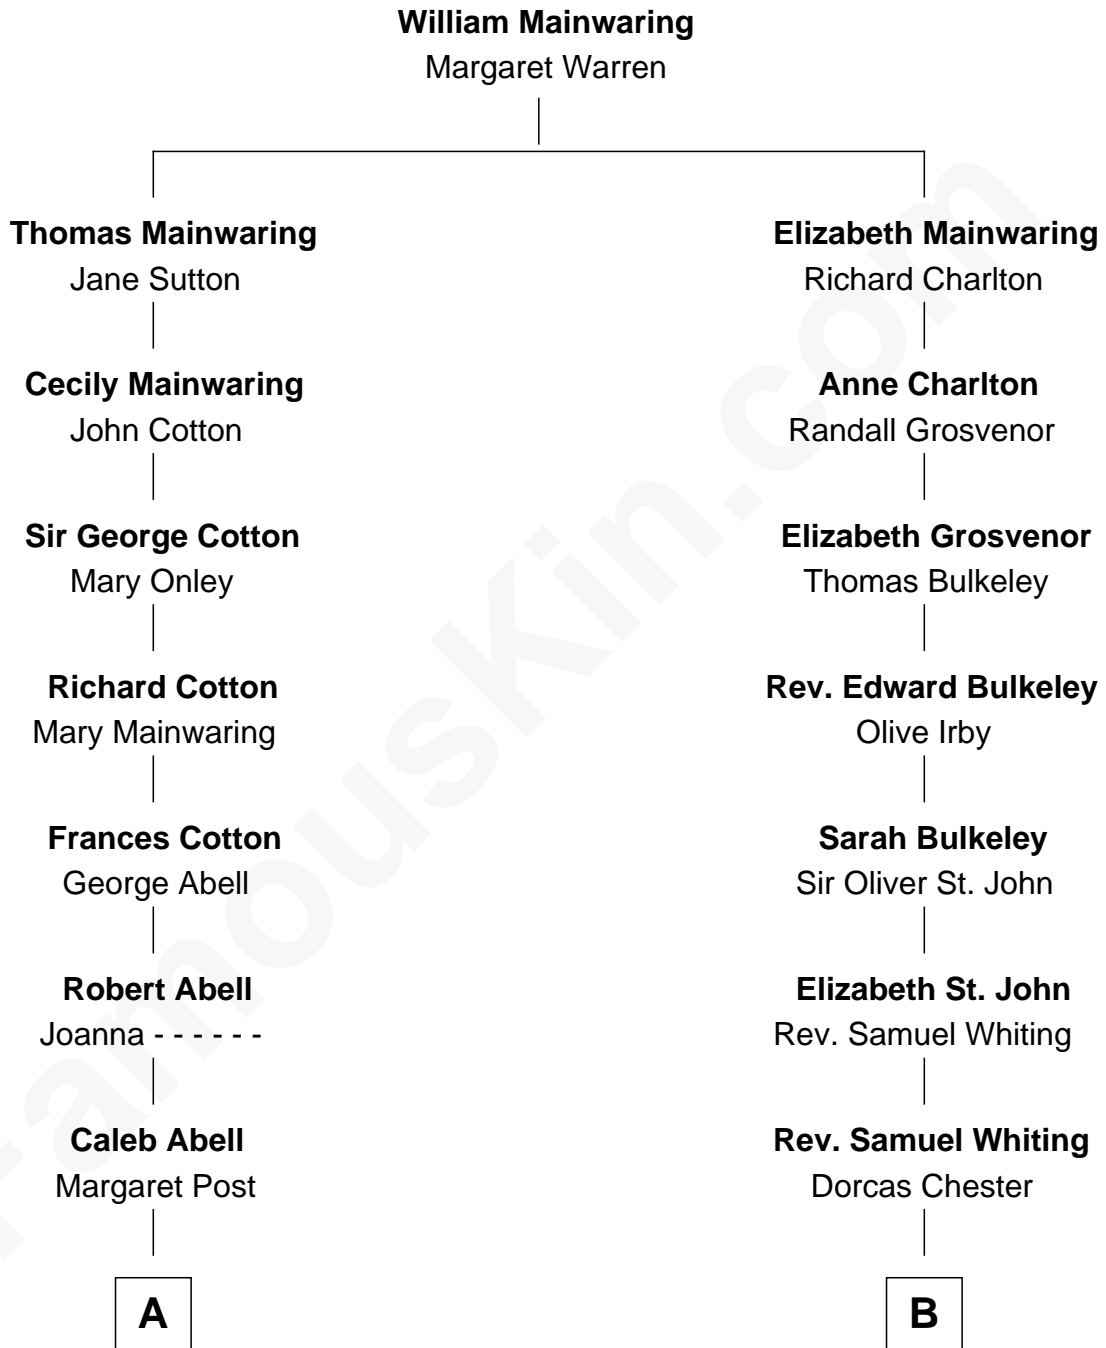 William Mainwaring
Margaret Warren
Thomas Mainwaring
Jane Sutton
Cecily Mainwaring
John Cotton
Sir George Cotton
Mary Onley
Richard Cotton
Mary Mainwaring
Frances Cotton
George Abell
Robert Abell
Joanna - - - - - -
Caleb Abell
Margaret Post
A
Elizabeth Mainwaring
Richard Charlton
Anne Charlton
Randall Grosvenor
Elizabeth Grosvenor
Thomas Bulkeley
Rev. Edward Bulkeley
Olive Irby
Sarah Bulkeley
Sir Oliver St. John
Elizabeth St. John
Rev. Samuel Whiting
Rev. Samuel Whiting
Dorcas Chester
B
FamousKin.com